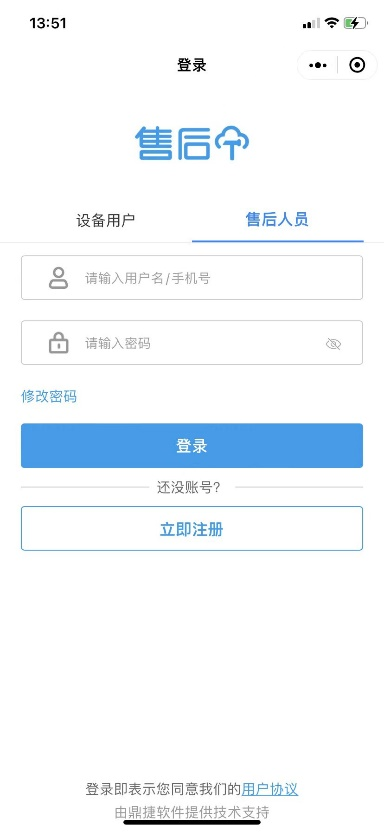 13:51
登录
售后个
设备用户
售后人员
请输入用户名/手机号
请输入密码
修改密码
登录
还没账号?
立即注册
登录即表示您同意我们的用户协议
由鼎捷软件提供技术支持